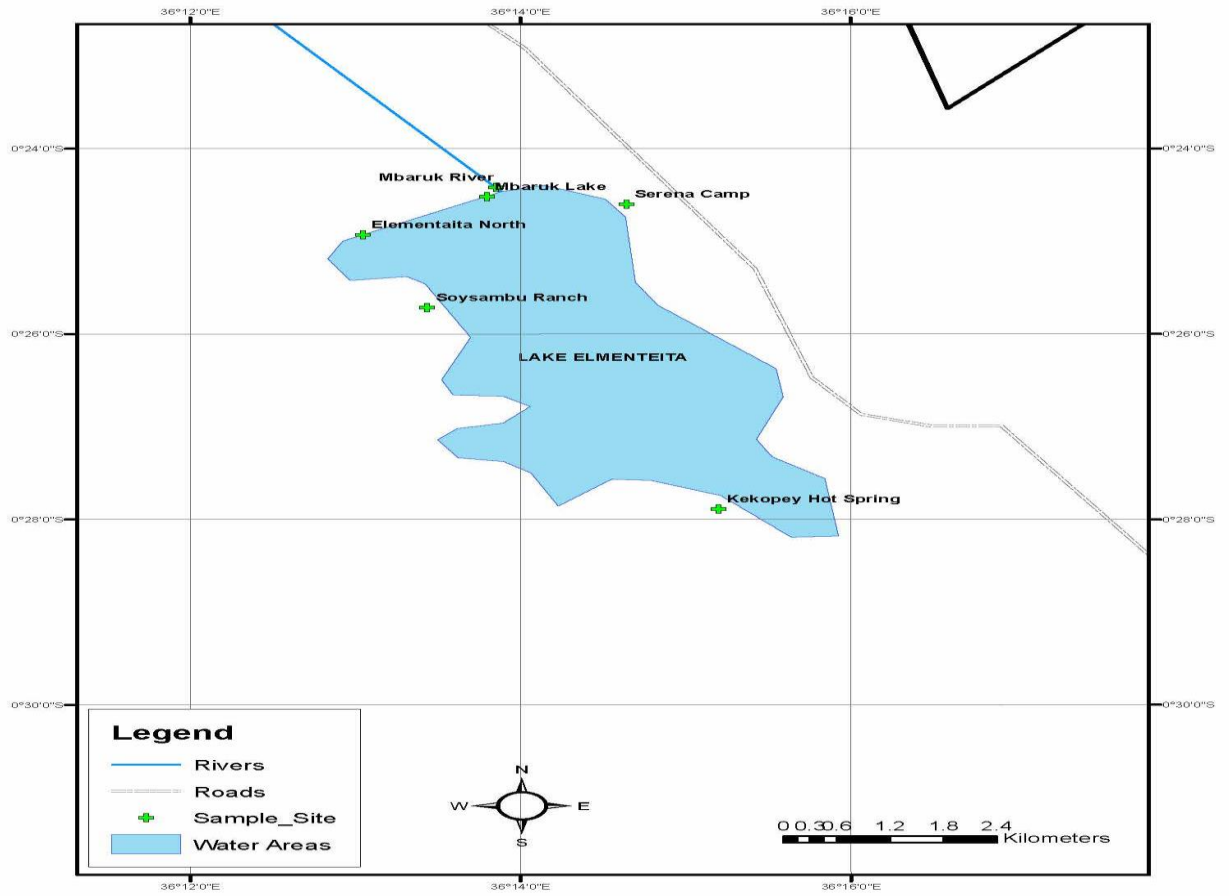 36°12'0"E 36°14'0"E 36°16'0"E
0°24'0"S 0°24'0"S
Mbaruk River
Mbaruk Lake
Serena Camp
Elementaita North
Soysambu Ranch
0°26'0"S 0°26'0"S
LAKE ELMENTEITA
Kekopey Hot Spring
0°28'0"S 0°28'0"S
0°30'0"S 0°30'0"S
Legend
Rivers
Roads
Sample_Site
Water Areas
N
W E
S
0 0.3 0.6 1.2 1.8 2.4
Kilometers
36°12'0"E 36°14'0"E 36°16'0"E